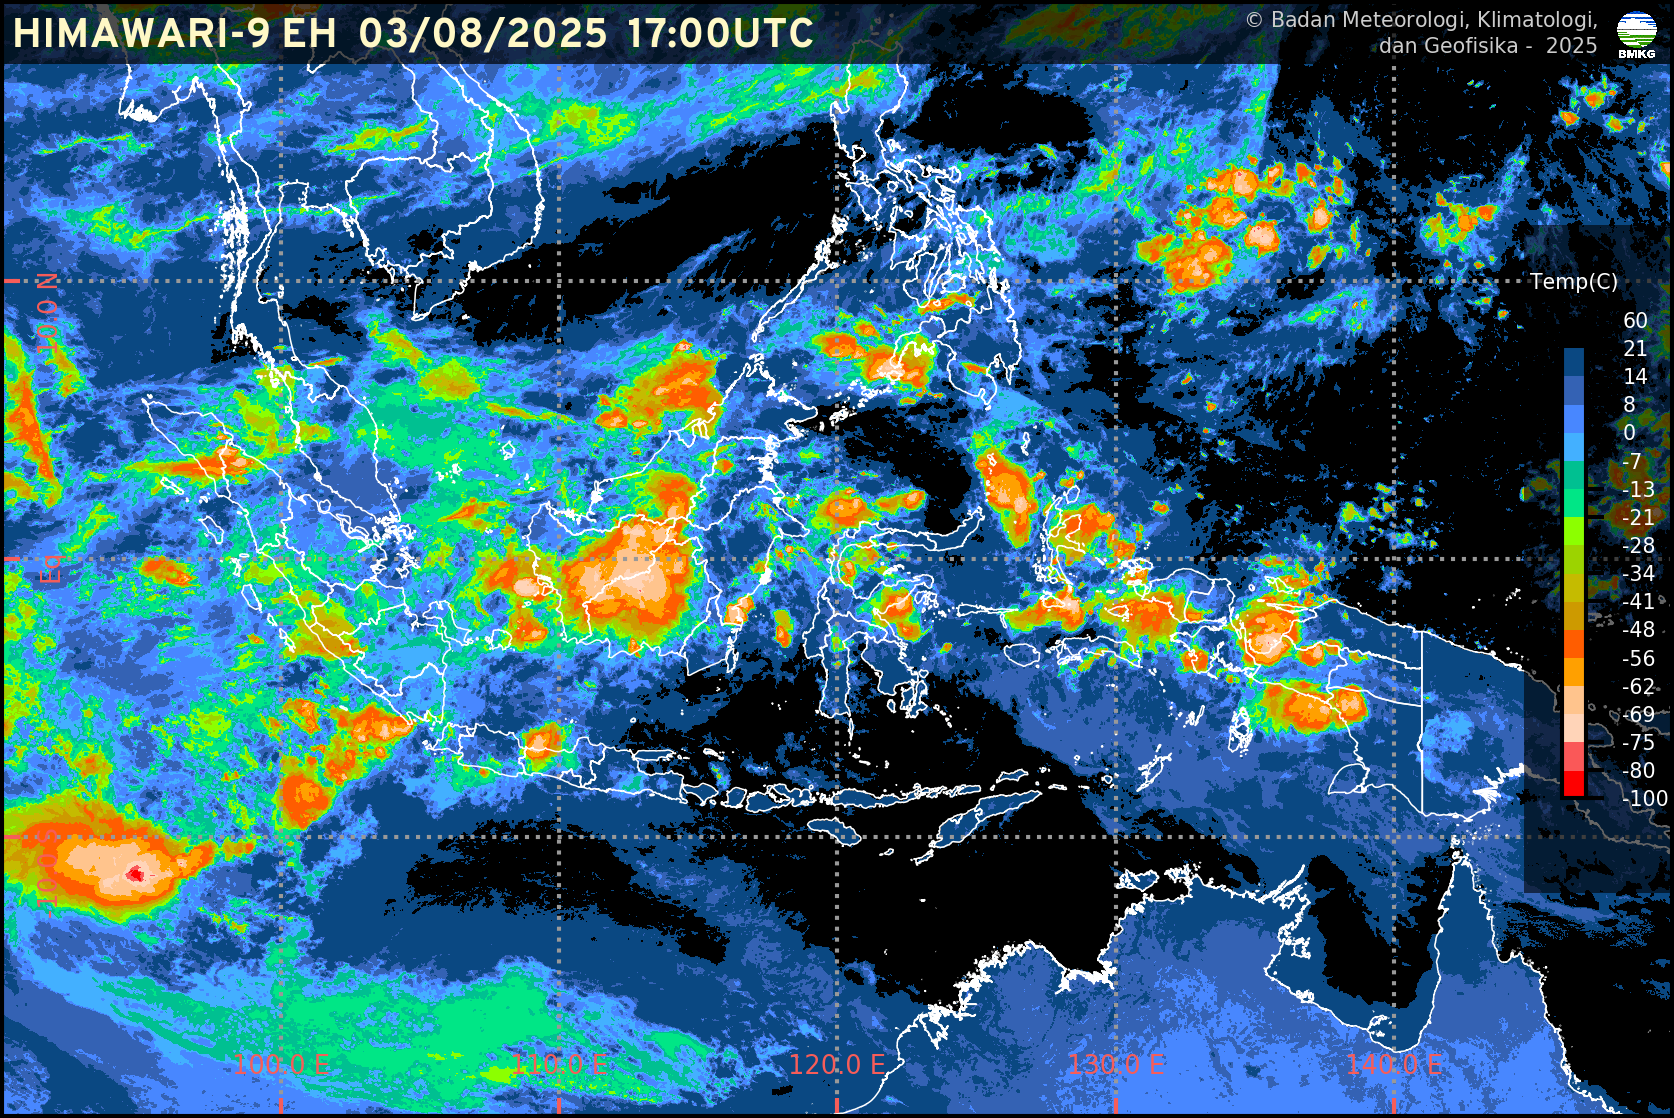 HIMAWARI-9 EH 03/08/2025 17:00UTC
© Badan Meteorologi, Klimatologi,
dan Geofisika - 2025
BMKG
10.0 N
Temp(C)
60
21
14
8
0
-7
-13
-21
-28
-34
-41
-48
-56
-62
-69
-75
-80
-100
Eq
-10.0
100.0 E
110.0 E
120.0 E
130.0 E
140.0 E